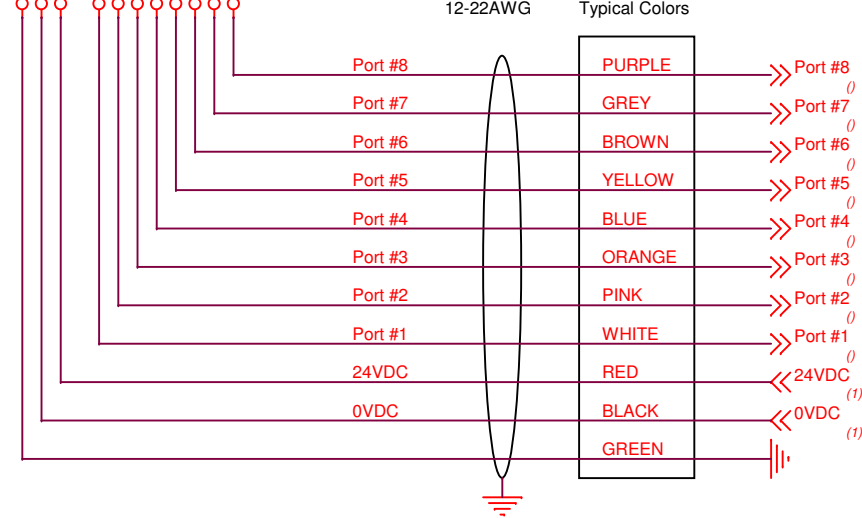 12-22AWG Typical Colors
Port #8 PURPLE Port #8
()
Port #7 GREY Port #7
()
Port #6 BROWN Port #6
()
Port #5 YELLOW Port #5
()
Port #4 BLUE Port #4
()
Port #3 ORANGE Port #3
()
Port #2 PINK Port #2
()
Port #1 WHITE Port #1
()
24VDC RED 24VDC
(1)
0VDC BLACK 0VDC
(1)
GREEN